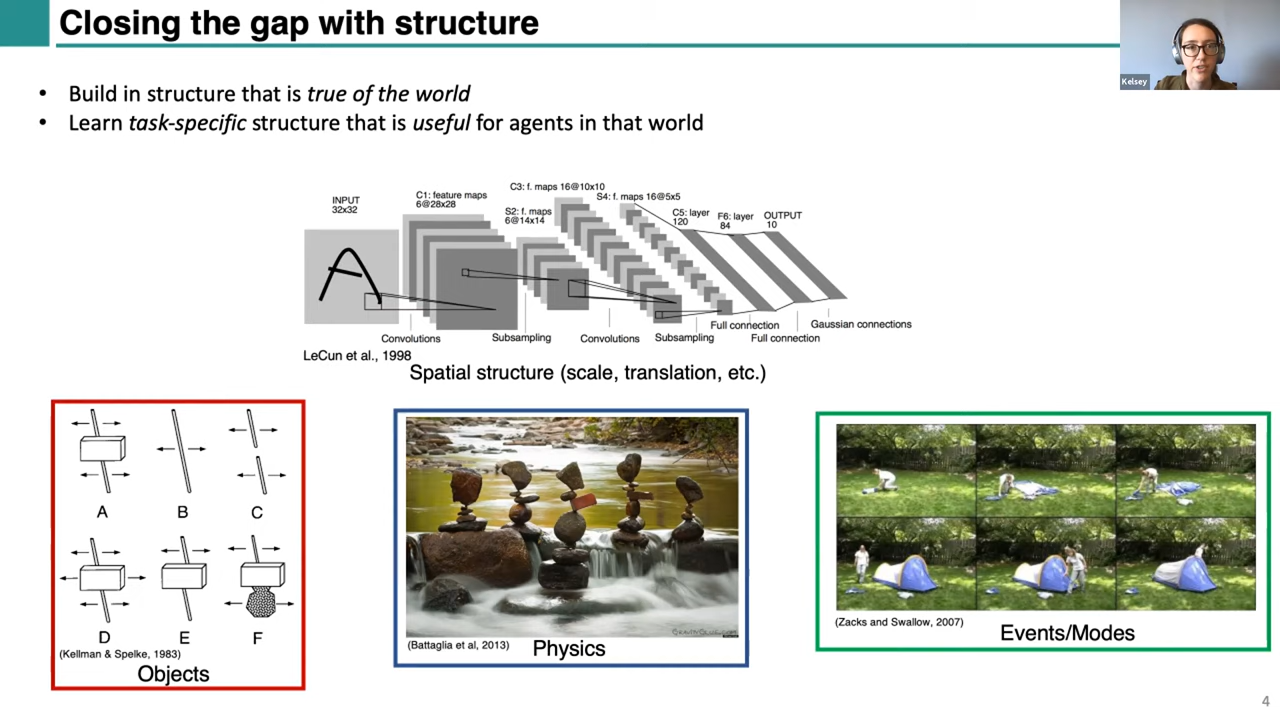 Closing the gap with structure
Kelsey
• Build in structure that is true of the world
• Learn task-specific structure that is useful for agents in that world
INPUT
32x32
C1: feature maps
6@28x28
S2: f. maps
6@14x14
C3: f. maps 16@10x10
S4: f. maps 16@5x5
C5: layer
120
F6: layer
84
OUTPUT
10
Convolutions
Subsampling
Convolutions
Subsampling
Full connection
Full connection
Gaussian connections
LeCun et al., 1998
Spatial structure (scale, translation, etc.)
A
B
C
D
E
F
(Kellman & Spelke, 1983)
Objects
(Battaglia et al, 2013)
Physics
(Zacks and Swallow, 2007)
Events/Modes
4